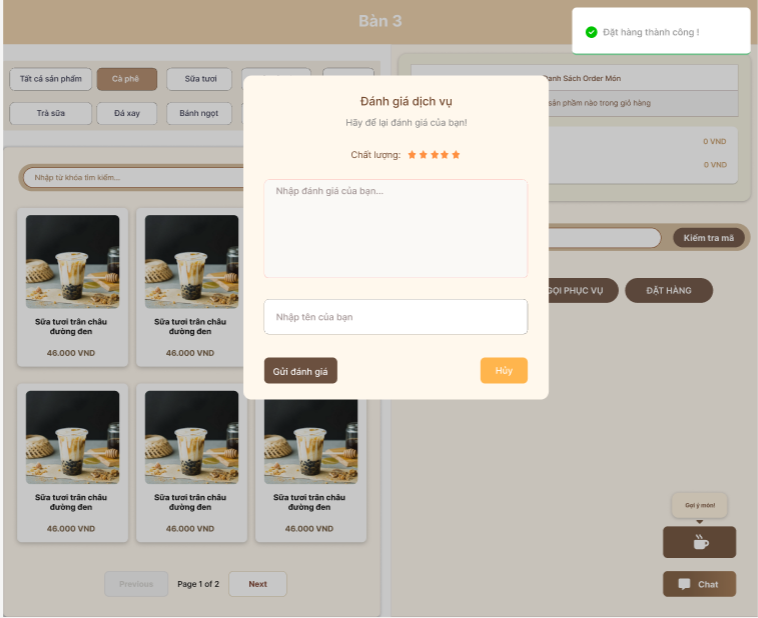 Bàn 3
Đặt hàng thành công !
Tất cả sản phẩm
Cà phê
Sữa tươi
Trà sữa
Đá xay
Bánh ngọt
Nhập từ khóa tìm kiếm...
Sữa tươi trân châu
đường đen
46.000 VND
Sữa tươi trân châu
đường đen
46.000 VND
Sữa tươi trân châu
đường đen
46.000 VND
Sữa tươi trân châu
đường đen
46.000 VND
Sữa tươi trân châu
đường đen
46.000 VND
Previous
Page 1 of 2
Next
Đánh giá dịch vụ
Hãy để lại đánh giá của bạn!
Chất lượng:
Nhập đánh giá của bạn...
Nhập tên của bạn
Gửi đánh giá
Hủy
Danh Sách Order Món
sản phẩm nào trong giỏ hàng
0 VND
0 VND
Kiểm tra mã
GỌI PHỤC VỤ
ĐẶT HÀNG
Gợi ý món!
Chat